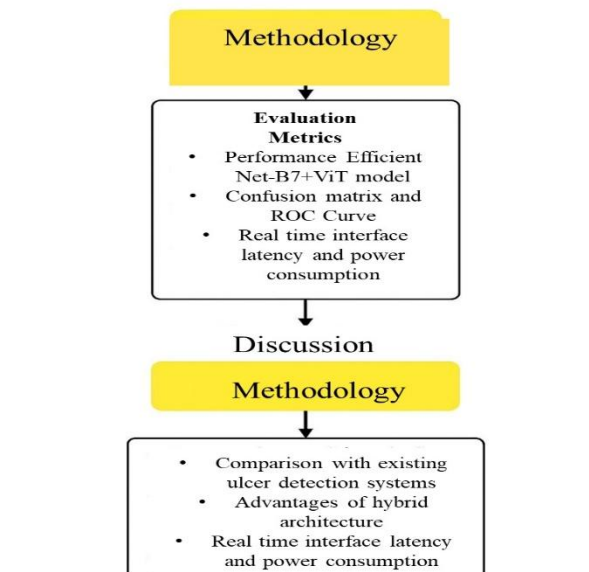 Methodology
Evaluation
Metrics
• Performance Efficient
Net-B7+ViT model
• Confusion matrix and
ROC Curve
• Real time interface
latency and power
consumption
Discussion
Methodology
• Comparison with existing
ulcer detection systems
• Advantages of hybrid
architecture
• Real time interface latency
and power consumption